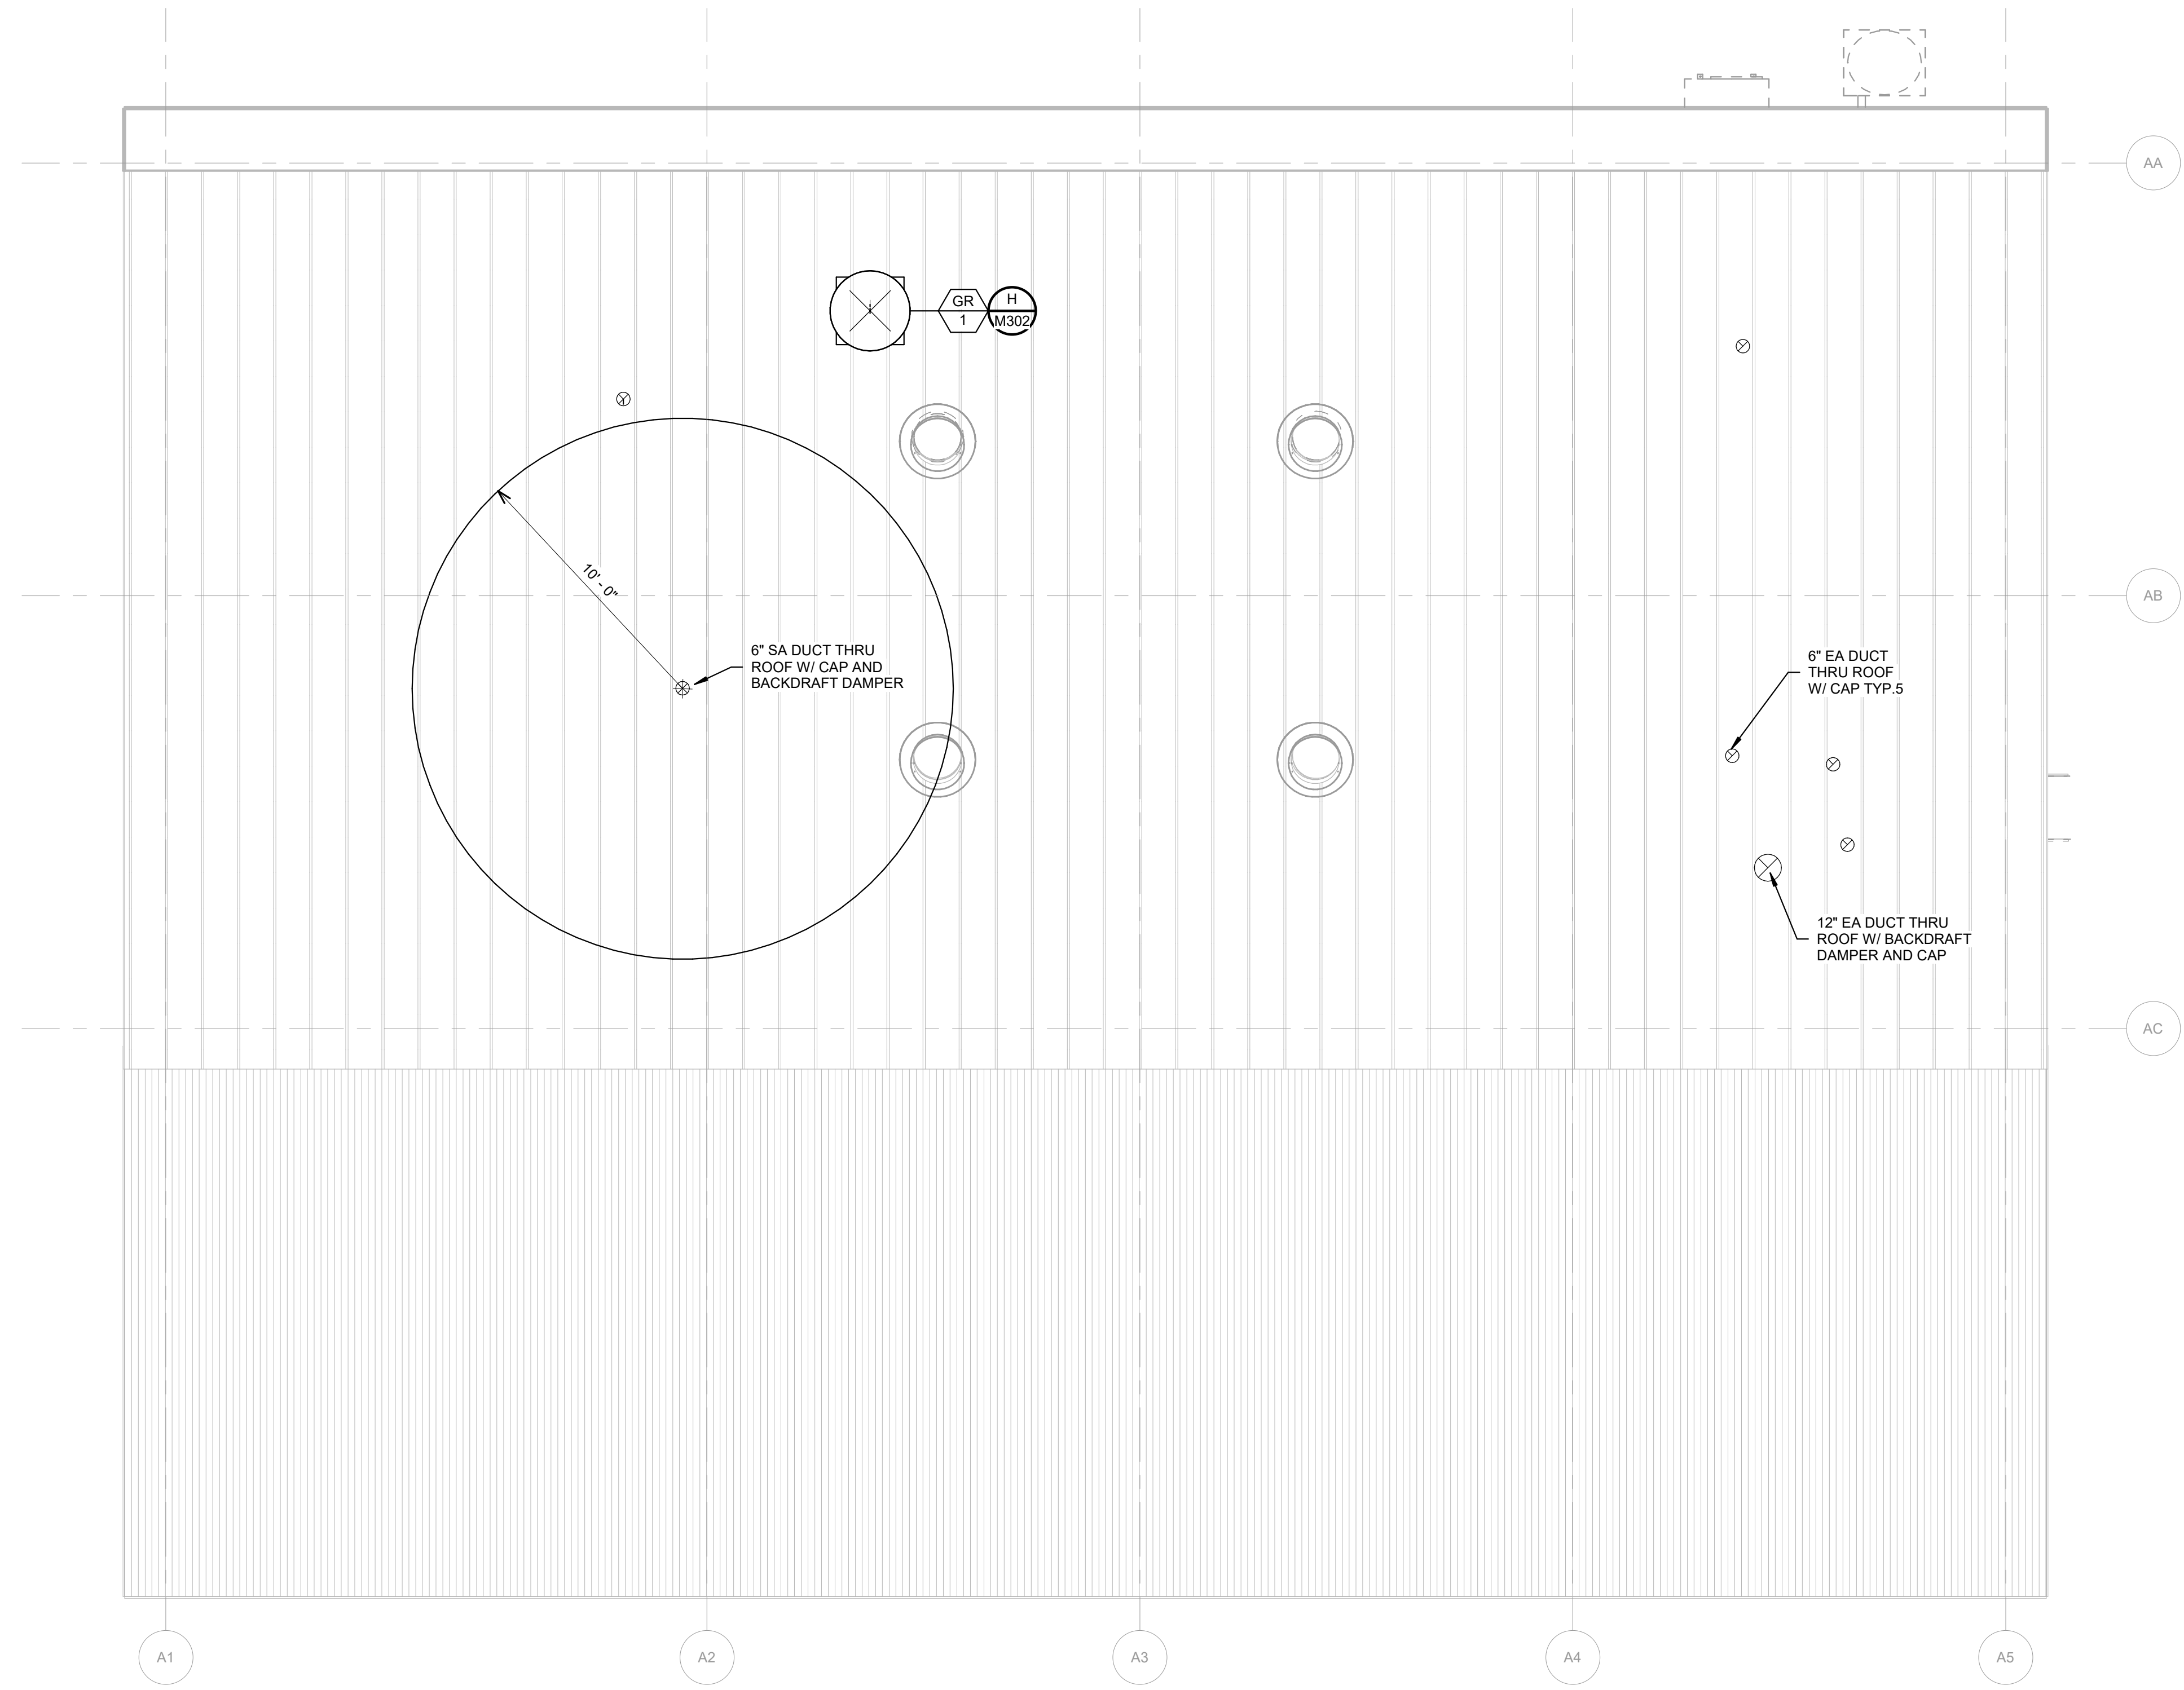 AA
GR
1
H
M302
AB
10' - 0"
6" SA DUCT THRU
ROOF W/ CAP AND
BACKDRAFT DAMPER
6" EA DUCT
THRU ROOF
W/ CAP TYP.5
12" EA DUCT THRU
ROOF W/ BACKDRAFT
DAMPER AND CAP
AC
A1
A2
A3
A4
A5